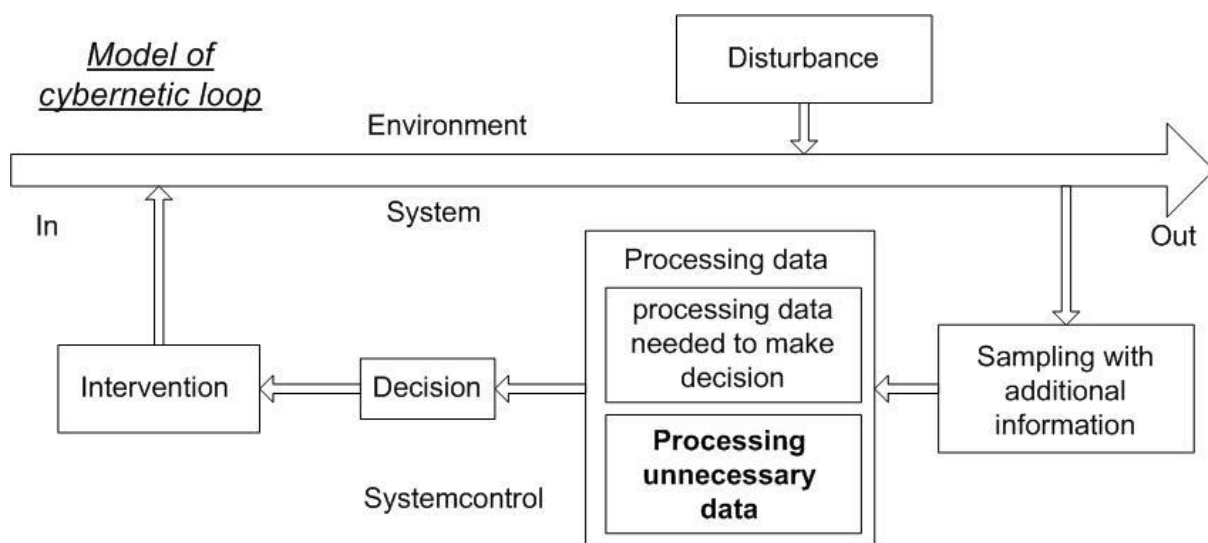 Model of
cybernetic loop
Disturbance
Environment
In
System
Out
Processing data
processing data
needed to make
decision
Sampling with
additional
information
Intervention
Decision
Processing
unnecessary
data
Systemcontrol